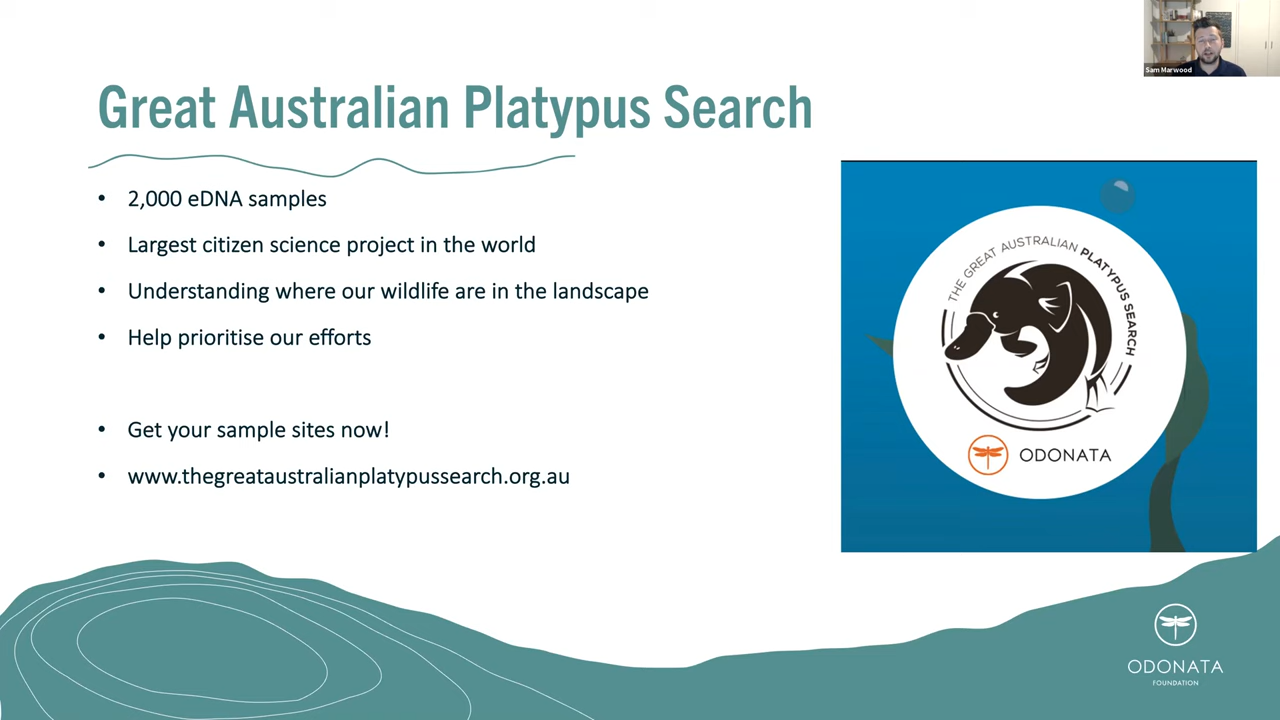 Sam Marwood
Great Australian Platypus Search
• 2,000 eDNA samples
• Largest citizen science project in the world
• Understanding where our wildlife are in the landscape
• Help prioritise our efforts
• Get your sample sites now!
• www.thegreataustralianplatypussearch.org.au
THE GREAT AUSTRALIAN PLATYPUS SEARCH
ODONATA
ODONATA
FOUNDATION